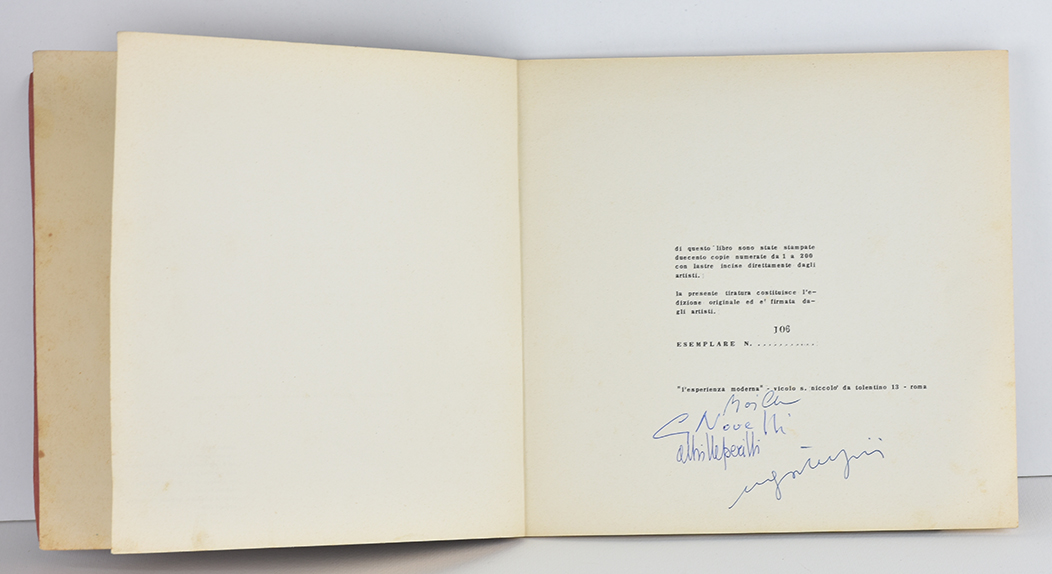 di questo libro sono state stampate
duecento copie numerate da 1 a 200
con lastre incise direttamente dagli
artisti.
la presente tiratura costituisce l'e-
dizione originale ed e' firmata da-
gli artisti.
106
ESEMPLARE N. ...........
"l'esperienza moderna" - vicolo s. niccolo' da tolentino 13 - roma
Novelli
achilleperilli